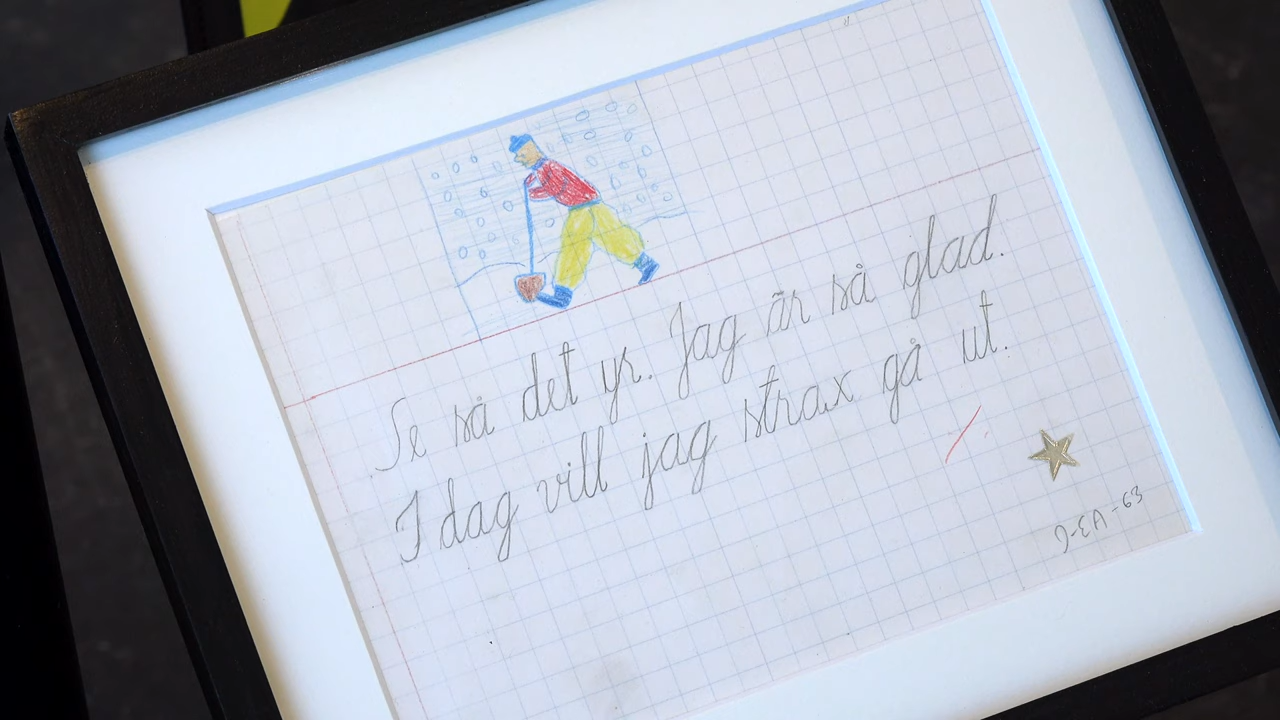 Se så det yr. Jag är så glad.
I dag vill jag strax gå ut.
J-EA-63